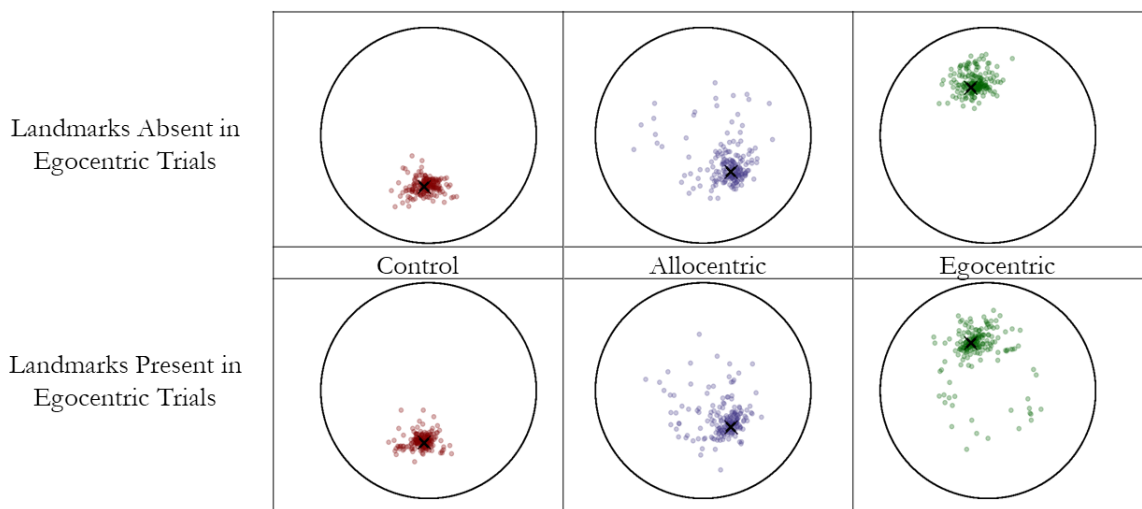 Landmarks Absent in
Egocentric Trials
Control
Allocentric
Egocentric
Landmarks Present in
Egocentric Trials